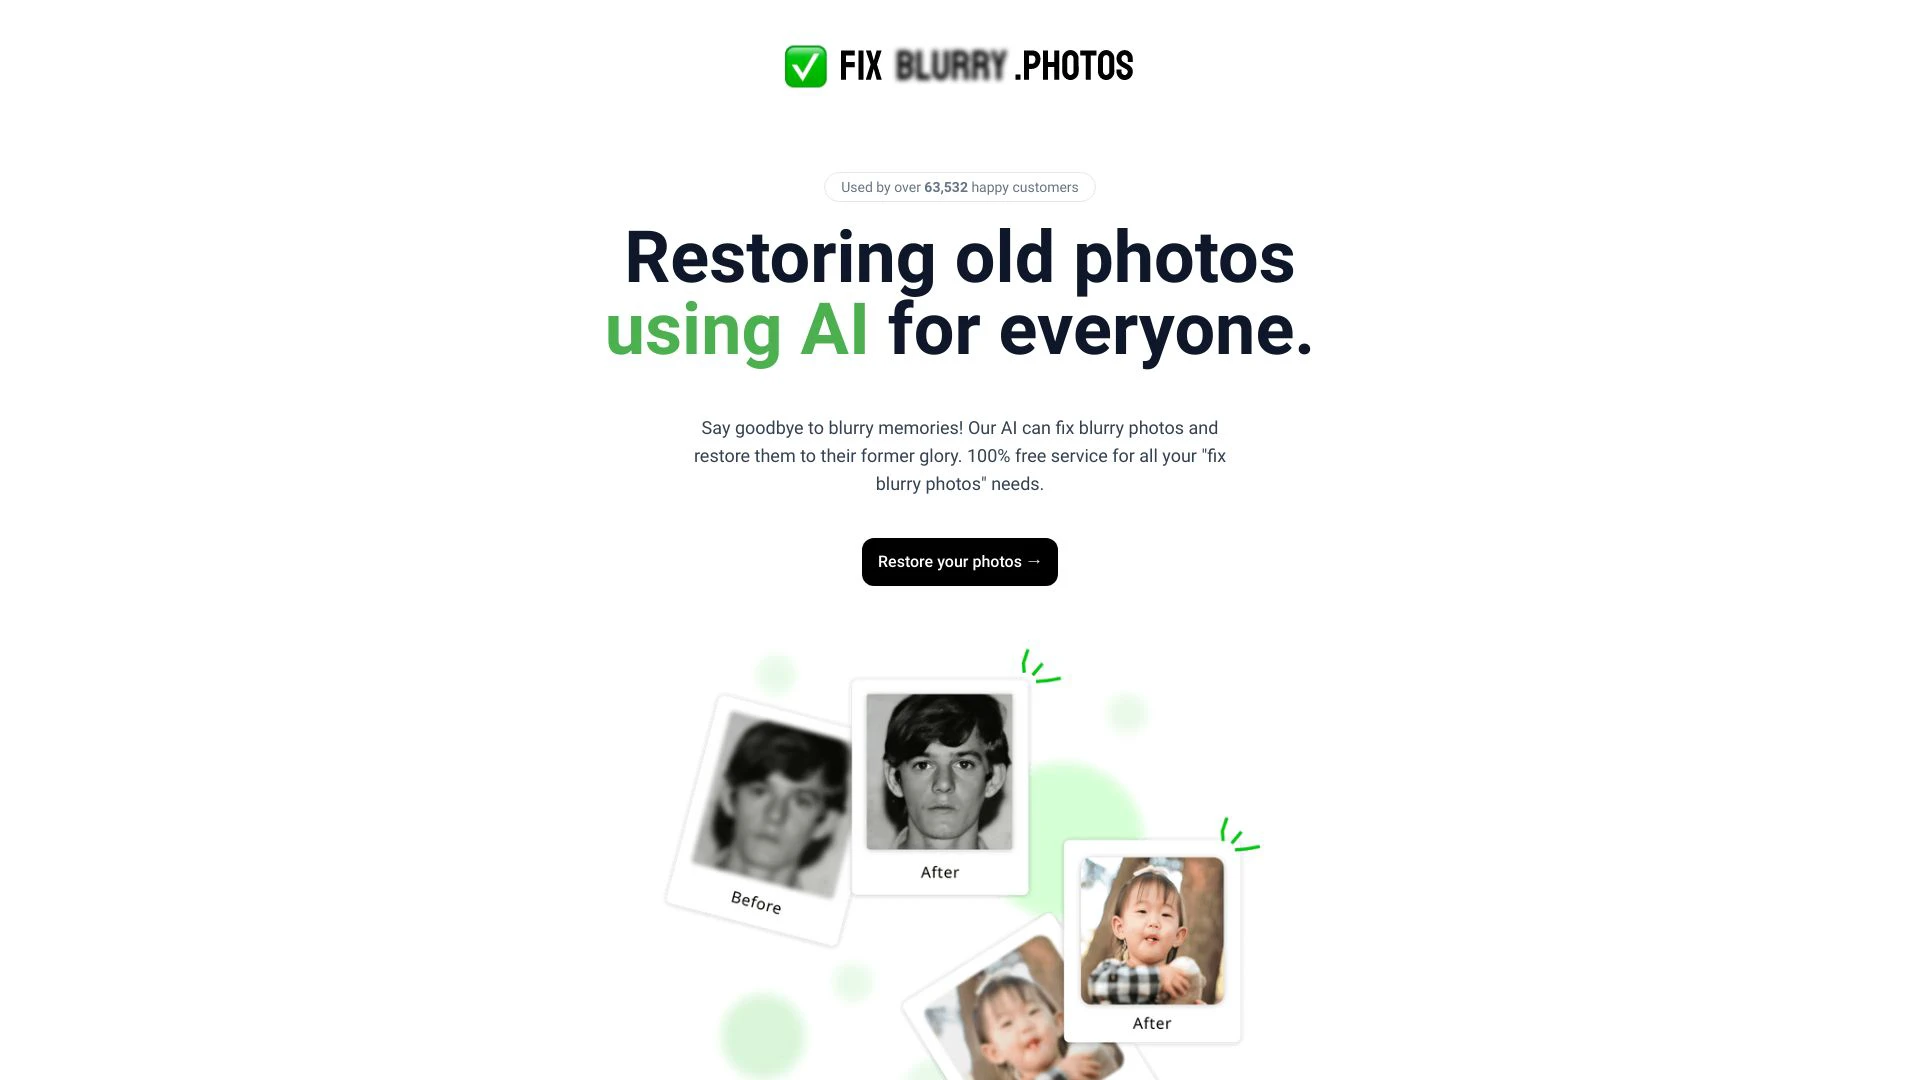 ✅ FIX BLURRY .PHOTOS
Used by over 63,532 happy customers
Restoring old photos
using AI for everyone.
Say goodbye to blurry memories! Our AI can fix blurry photos and
restore them to their former glory. 100% free service for all your "fix
blurry photos" needs.
Restore your photos →
Before
After
After